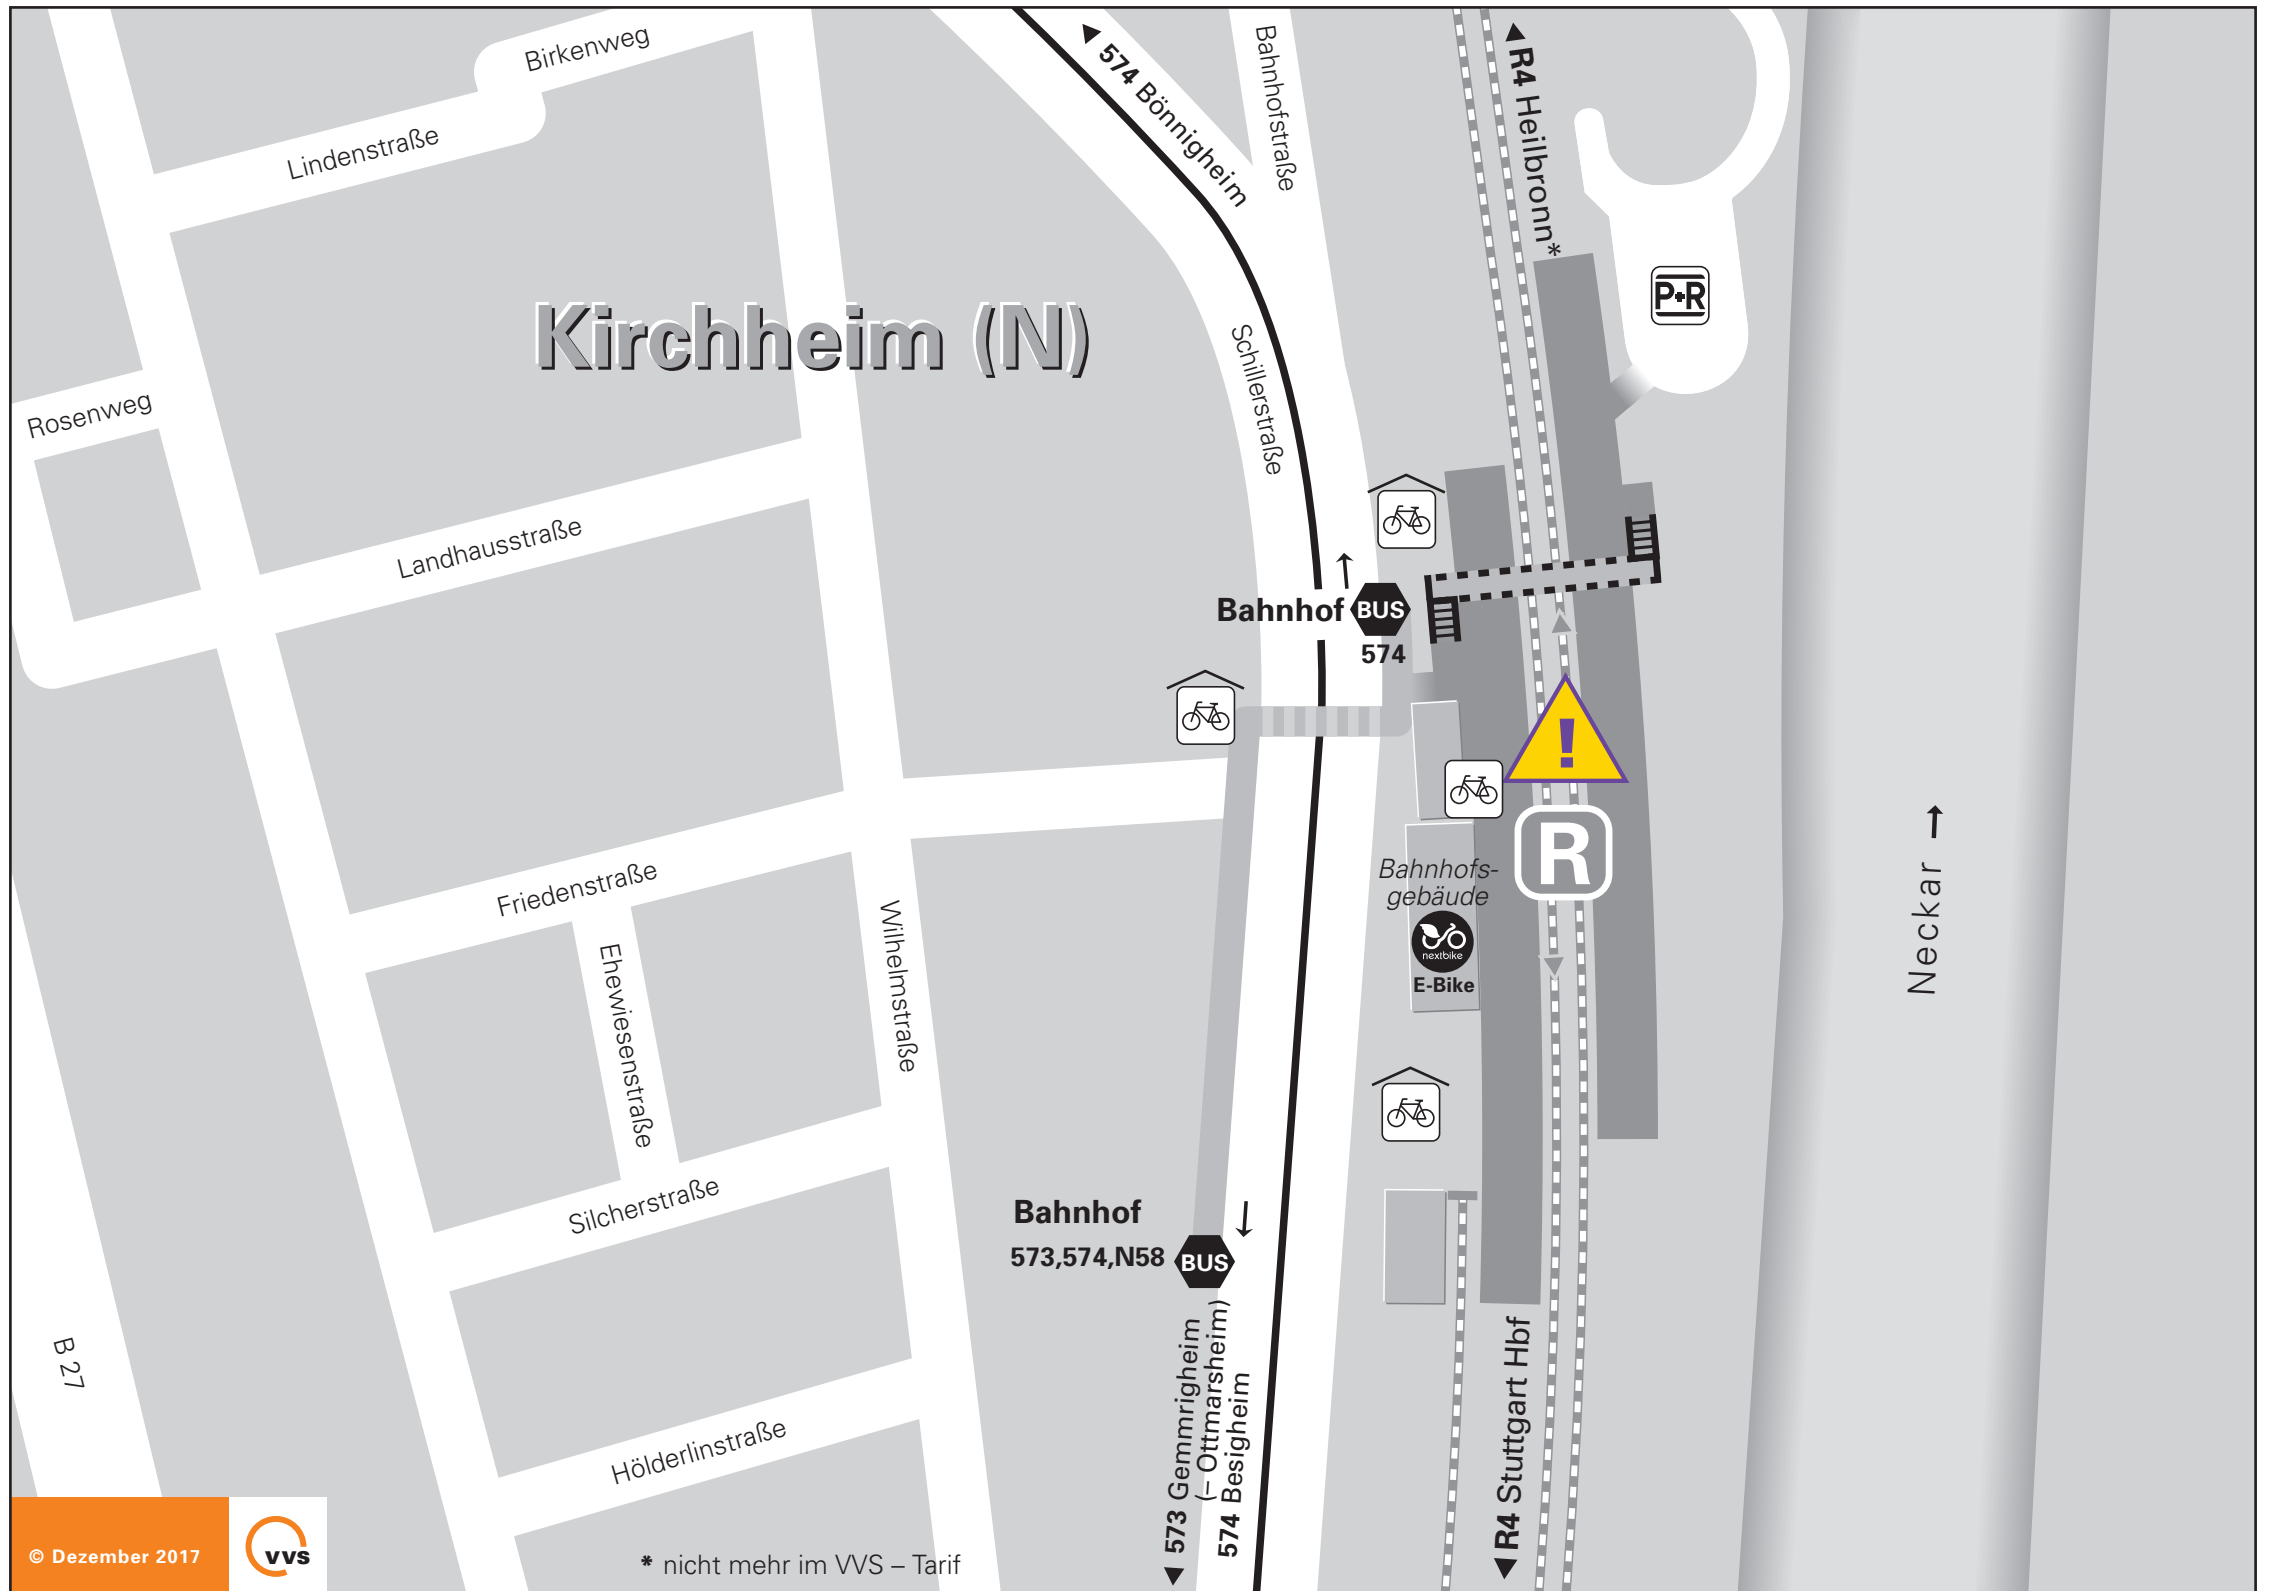 Birkenweg
Lindenstraße
574 Bönnigheim
Bahnhofstraße
R4 Heilbronn*
P+R
Kirchheim (N)
Rosenweg
Schillerstraße
Landhausstraße
Bahnhof
BUS
574
!
R
Bahnhofs-
gebäude
nextbike
E-Bike
Neckar
Friedenstraße
Ehewiesenstraße
Wilhelmstraße
Silcherstraße
Bahnhof
573,574,N58
BUS
573 Gemmrigheim
(– Ottmarsheim)
574 Besigheim
R4 Stuttgart Hbf
B 27
Hölderlinstraße
© Dezember 2017
VVS
* nicht mehr im VVS – Tarif